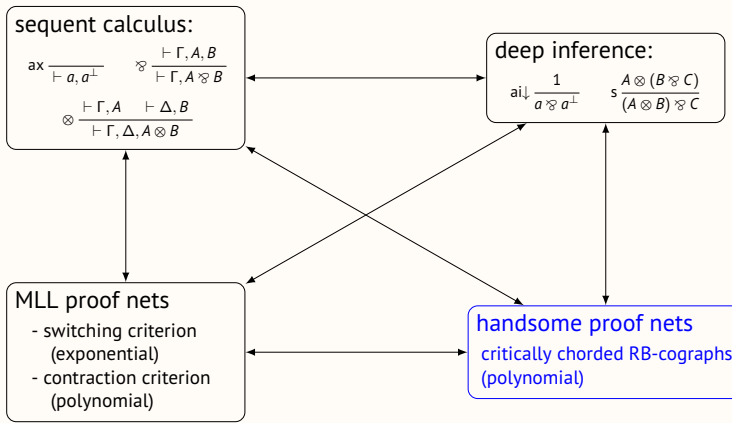 sequent calculus:
ax ─── ⊢ a, a⊥
⅋ ⊢ Γ, A, B / ⊢ Γ, A ⅋ B
⊗ ⊢ Γ, A ⊢ Δ, B / ⊢ Γ, Δ, A ⊗ B
deep inference:
ai↓ 1 / a ⅋ a⊥
s A ⊗ (B ⅋ C) / (A ⊗ B) ⅋ C
MLL proof nets
- switching criterion
(exponential)
- contraction criterion
(polynomial)
handsome proof nets
critically chorded RB-cographs
(polynomial)